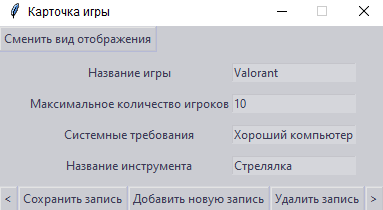 Карточка игры
Сменить вид отображения
Название игры Valorant
Максимальное количество игроков 10
Системные требования Хороший компьютер
Название инструмента Стрелялка
< Сохранить запись Добавить новую запись Удалить запись >